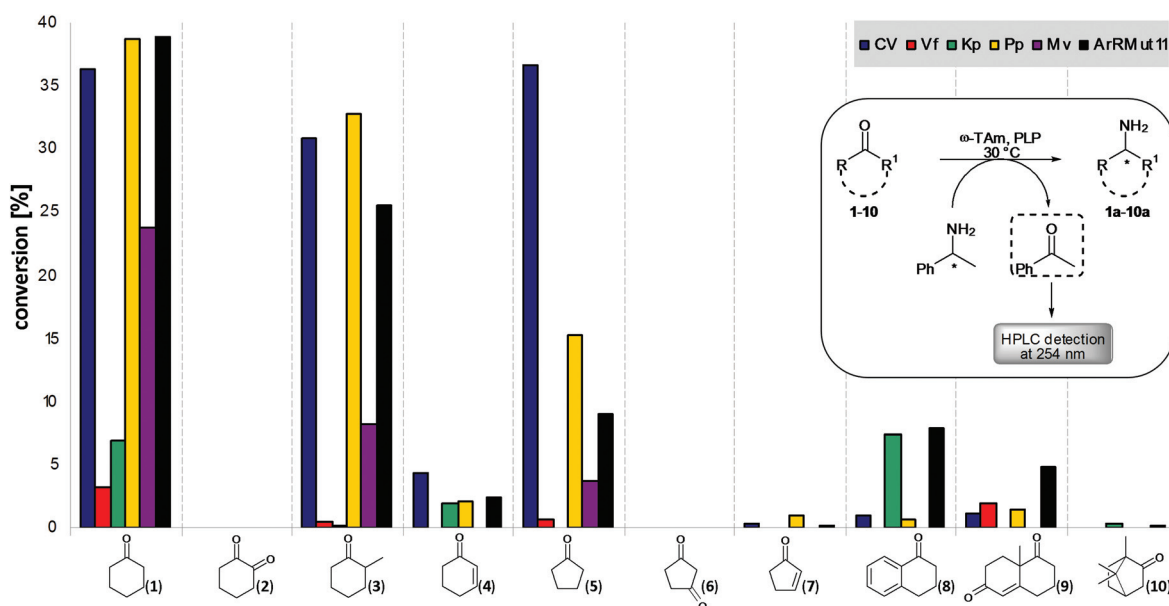 40
35
30
25
20
15
10
5
0
conversion [%]
CV Vf Kp Pp Mv ArRMut11
O
R R¹
1-10
ω-TAm, PLP
30 °C
NH₂
R * R¹
1a-10a
NH₂
Ph *
O
Ph
HPLC detection
at 254 nm
O
(1)
O
O
(2)
O
(3)
O
(4)
O
(5)
O
O
(6)
O
(7)
O
(8)
O
O
(9)
O
(10)